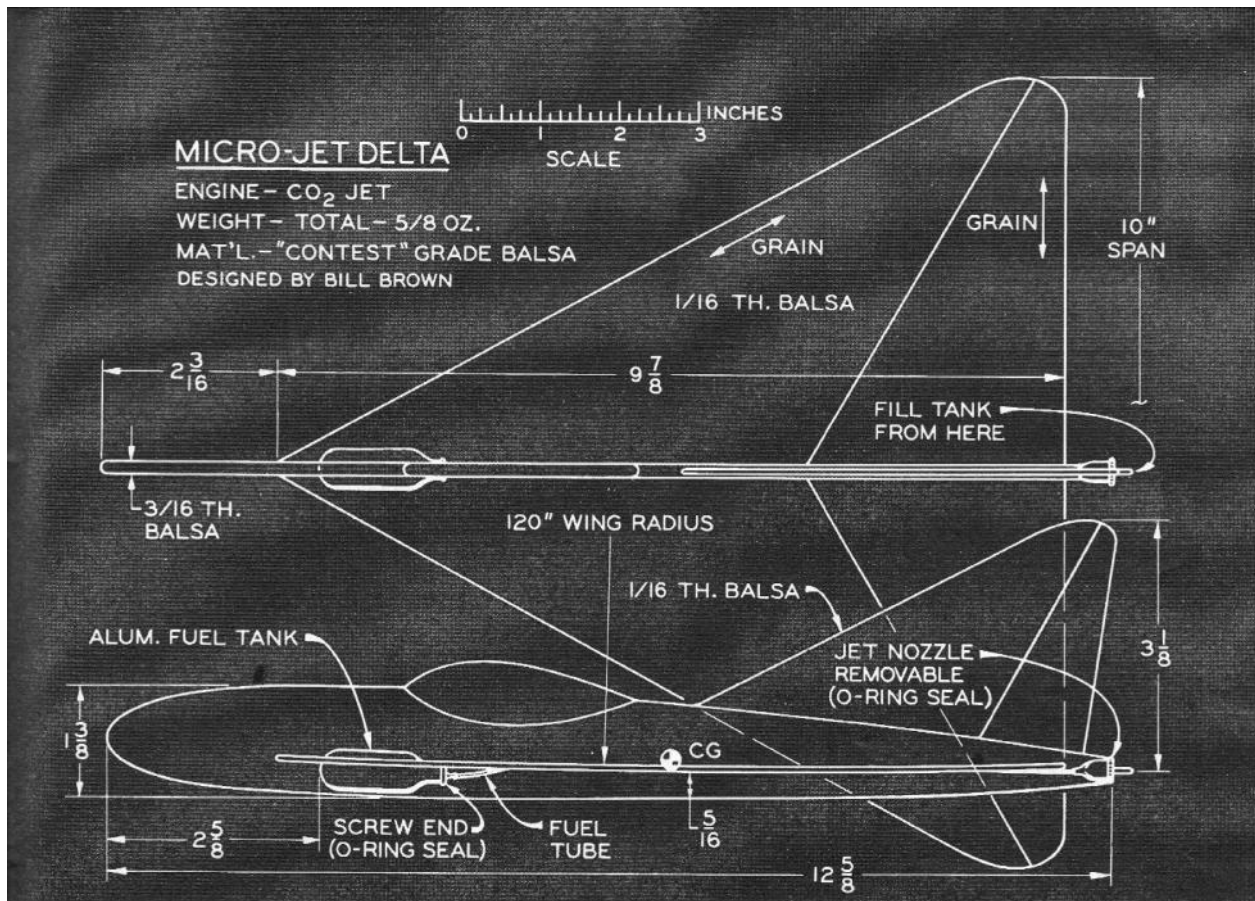 INCHES
0 1 2 3
SCALE
MICRO-JET DELTA
ENGINE – CO₂ JET
WEIGHT – TOTAL – 5/8 OZ.
MAT'L. – "CONTEST" GRADE BALSA
DESIGNED BY BILL BROWN
GRAIN
GRAIN
10"
SPAN
1/16 TH. BALSA
2 3/16
9 7/8
FILL TANK
FROM HERE
3/16 TH.
BALSA
120" WING RADIUS
1/16 TH. BALSA
ALUM. FUEL TANK
JET NOZZLE
REMOVABLE
(O-RING SEAL)
3 1/8
1 3/8
CG
5/16
2 5/8
SCREW END
(O-RING SEAL)
FUEL
TUBE
12 5/8